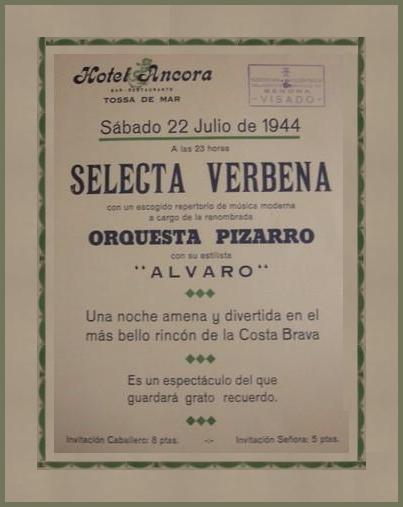 Hotel Ancora
BAR-RESTAURANTE
TOSSA DE MAR
GERONA
-VISADO-
Sábado 22 Julio de 1944
A las 23 horas
SELECTA VERBENA
con un escogido repertorio de música moderna
a cargo de la renombrada
ORQUESTA PIZARRO
con su estilista
"ALVARO"
Una noche amena y divertida en el
más bello rincón de la Costa Brava
Es un espectáculo del que
guardará grato recuerdo.
Invitación Caballero: 8 ptas. -:- Invitación Señora: 5 ptas.